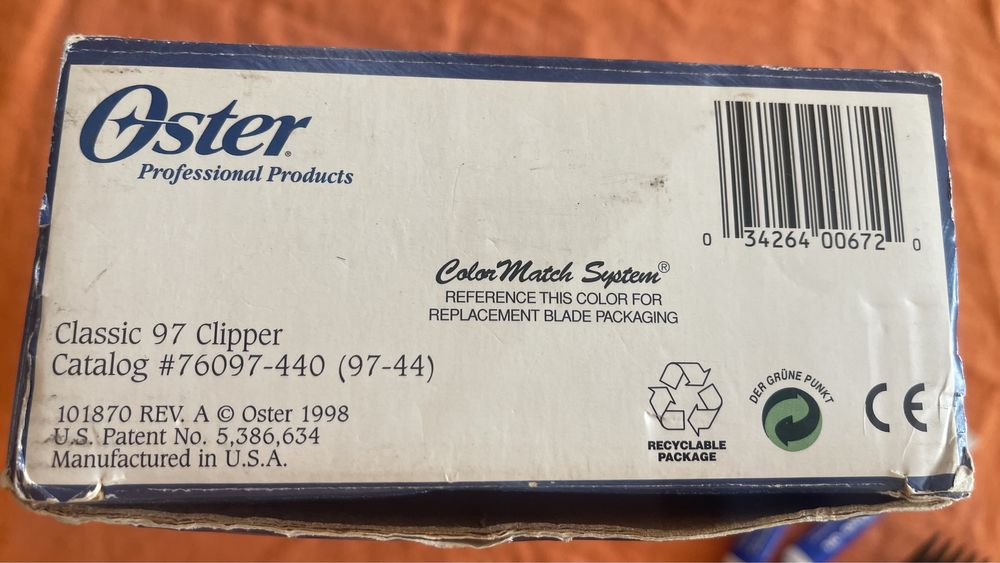 Oster®
Professional Products
0 34264 00672 0
Color Match System®
REFERENCE THIS COLOR FOR
REPLACEMENT BLADE PACKAGING
Classic 97 Clipper
Catalog #76097-440 (97-44)
101870 REV. A © Oster 1998
U.S. Patent No. 5,386,634
Manufactured in U.S.A.
RECYCLABLE
PACKAGE
DER GRÜNE PUNKT
CE